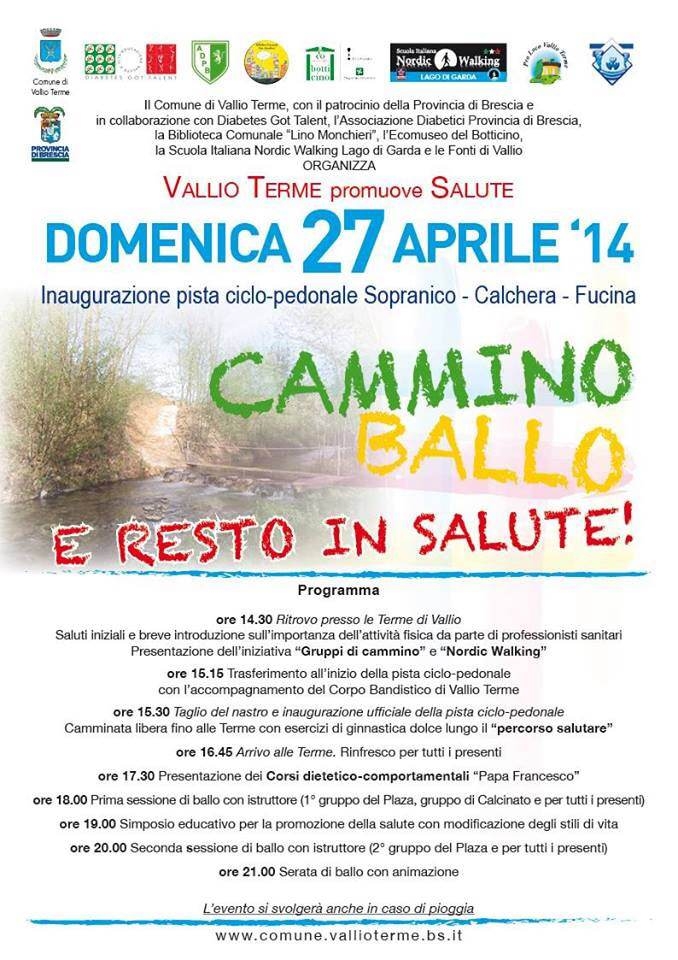 Comune di
Vallio Terme
PROVINCIA
DI BRESCIA
DIABETES GOT TALENT
A D
P B
botti
cino
Scuola Italiana
Nordic Walking
LAGO DI GARDA
Pro Loco Vallio Terme
Il Comune di Vallio Terme, con il patrocinio della Provincia di Brescia e
in collaborazione con Diabetes Got Talent, l'Associazione Diabetici Provincia di Brescia,
la Biblioteca Comunale "Lino Monchieri", l'Ecomuseo del Botticino,
la Scuola Italiana Nordic Walking Lago di Garda e le Fonti di Vallio
ORGANIZZA
VALLIO TERME promuove SALUTE
DOMENICA 27 APRILE '14
Inaugurazione pista ciclo-pedonale Sopranico - Calchera - Fucina
CAMMINO
BALLO
E RESTO IN SALUTE!
Programma
ore 14.30 Ritrovo presso le Terme di Vallio
Saluti iniziali e breve introduzione sull'importanza dell'attività fisica da parte di professionisti sanitari
Presentazione dell'iniziativa "Gruppi di cammino" e "Nordic Walking"
ore 15.15 Trasferimento all'inizio della pista ciclo-pedonale
con l'accompagnamento del Corpo Bandistico di Vallio Terme
ore 15.30 Taglio del nastro e inaugurazione ufficiale della pista ciclo-pedonale
Camminata libera fino alle Terme con esercizi di ginnastica dolce lungo il "percorso salutare"
ore 16.45 Arrivo alle Terme. Rinfresco per tutti i presenti
ore 17.30 Presentazione dei Corsi dietetico-comportamentali "Papa Francesco"
ore 18.00 Prima sessione di ballo con istruttore (1° gruppo del Plaza, gruppo di Calcinato e per tutti i presenti)
ore 19.00 Simposio educativo per la promozione della salute con modificazione degli stili di vita
ore 20.00 Seconda sessione di ballo con istruttore (2° gruppo del Plaza e per tutti i presenti)
ore 21.00 Serata di ballo con animazione
L'evento si svolgerà anche in caso di pioggia
www.comune.vallioterme.bs.it